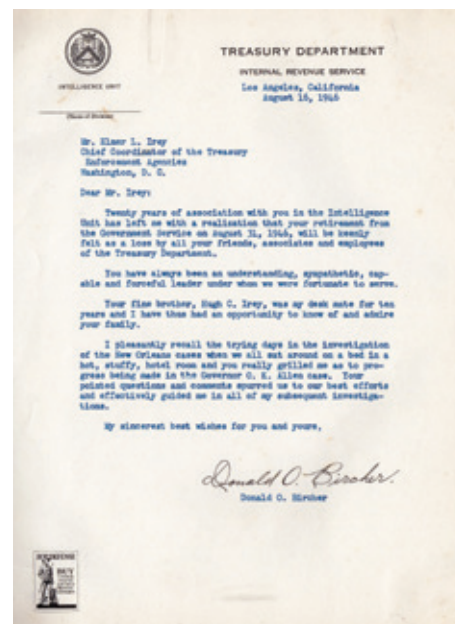 TREASURY DEPARTMENT
INTERNAL REVENUE SERVICE
INTELLIGENCE UNIT
Los Angeles, California
August 16, 1946
Mr. Elmer L. Irey
Chief Coordinator of the Treasury
Enforcement Agencies
Washington, D. C.
Dear Mr. Irey:
Twenty years of association with you in the Intelligence
Unit has left me with a realization that your retirement from
the Government Service on August 31, 1946, will be keenly
felt as a loss by all your friends, associates and employees
of the Treasury Department.
You have always been an understanding, sympathetic, cap-
able and forceful leader under whom we were fortunate to serve.
Your fine brother, Hugh C. Irey, was my desk mate for ten
years and I have thus had an opportunity to know of and admire
your family.
I pleasantly recall the trying days in the investigation
of the New Orleans cases when we all sat around on a bed in a
hot, stuffy, hotel room and you really grilled me as to pro-
gress being made in the Governor O. K. Allen case. Your
pointed questions and comments spurred us to our best efforts
and effectively guided me in all of my subsequent investiga-
tions.
My sincerest best wishes for you and yours,
Donald O. Bircher.
Donald O. Bircher
FOR DEFENSE
BUY